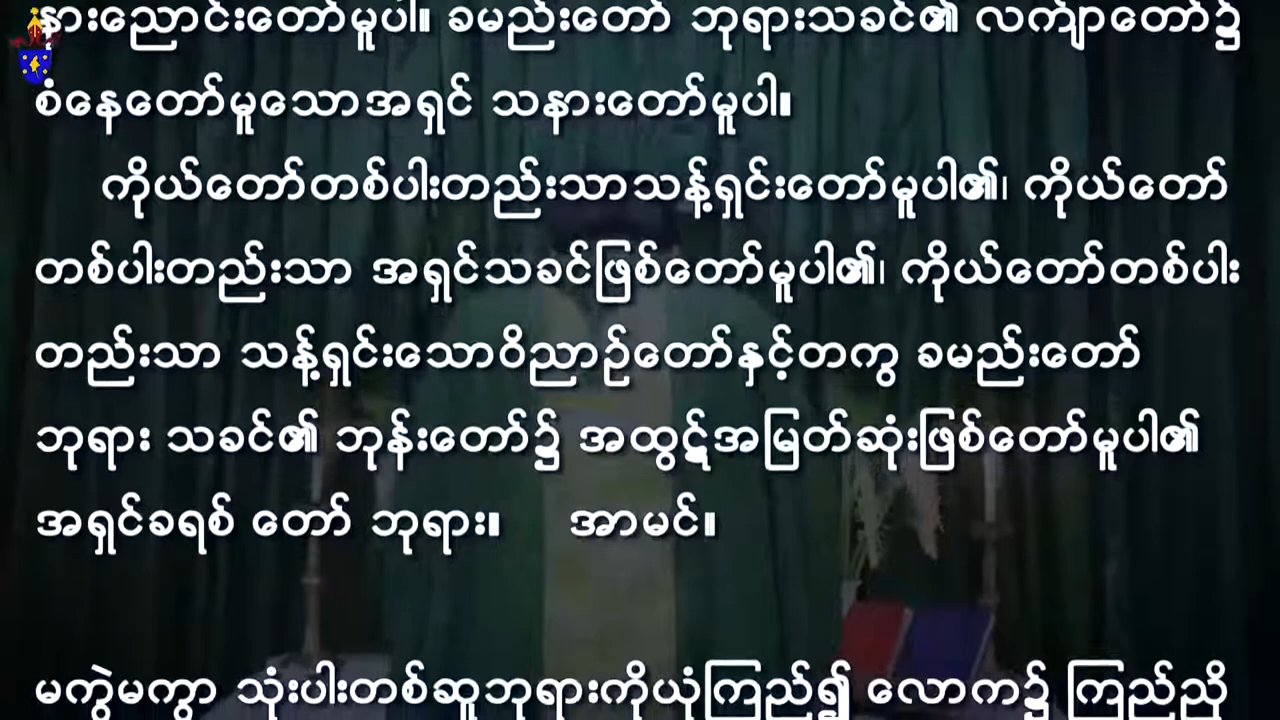 နားညောင်းတော်မူပါ။ ခမည်းတော် ဘုရားသခင်၏ လက်ျာတော်၌
စံနေတော်မူသောအရှင် သနားတော်မူပါ။
ကိုယ်တော်တစ်ပါးတည်းသာသန့်ရှင်းတော်မူပါ၏၊ ကိုယ်တော်
တစ်ပါးတည်းသာ အရှင်သခင်ဖြစ်တော်မူပါ၏၊ ကိုယ်တော်တစ်ပါး
တည်းသာ သန့်ရှင်းသောဝိညာဉ်တော်နှင့်တကွ ခမည်းတော်
ဘုရား သခင်၏ ဘုန်းတော်၌ အထွဋ်အမြတ်ဆုံးဖြစ်တော်မူပါ၏
အရှင်ခရစ် တော် ဘုရား။ အာမင်။
မကွဲမကွာ သုံးပါးတစ်ဆူဘုရားကိုယုံကြည်၍ လောက၌ ကြည်ညို